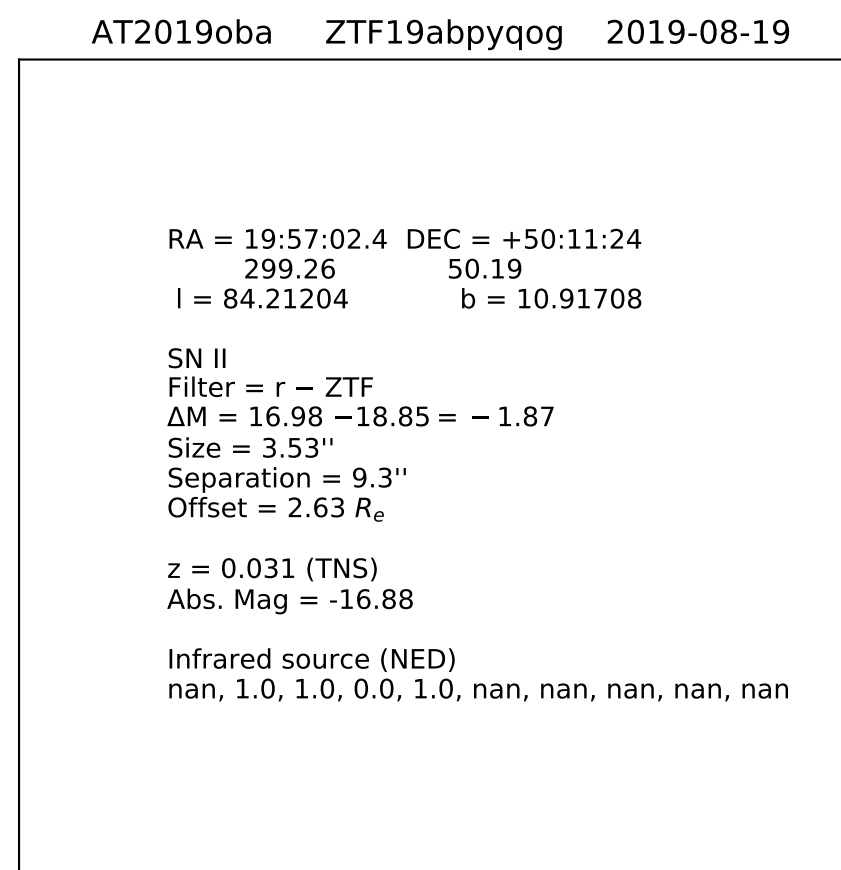 AT2019oba ZTF19abpyqog 2019-08-19
RA = 19:57:02.4 DEC = +50:11:24
299.26 50.19
l = 84.21204 b = 10.91708
SN II
Filter = r − ZTF
ΔM = 16.98 −18.85 = − 1.87
Size = 3.53''
Separation = 9.3''
Offset = 2.63 Re
z = 0.031 (TNS)
Abs. Mag = -16.88
Infrared source (NED)
nan, 1.0, 1.0, 0.0, 1.0, nan, nan, nan, nan, nan